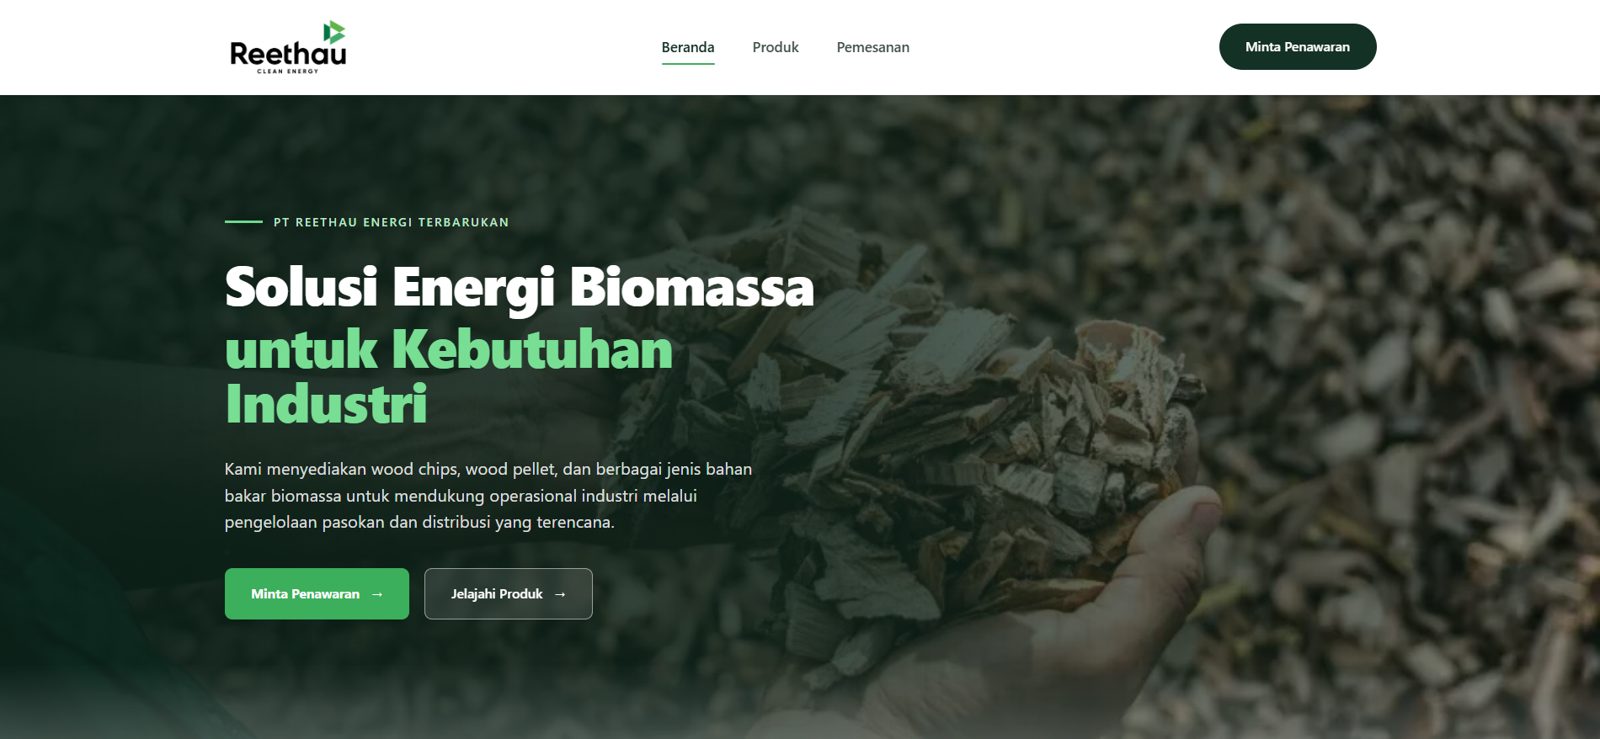 Reethau
CLEAN ENERGY
Beranda
Produk
Pemesanan
Minta Penawaran
PT REETHAU ENERGI TERBARUKAN
Solusi Energi Biomassa
untuk Kebutuhan
Industri
Kami menyediakan wood chips, wood pellet, dan berbagai jenis bahan
bakar biomassa untuk mendukung operasional industri melalui
pengelolaan pasokan dan distribusi yang terencana.
Minta Penawaran →
Jelajahi Produk →